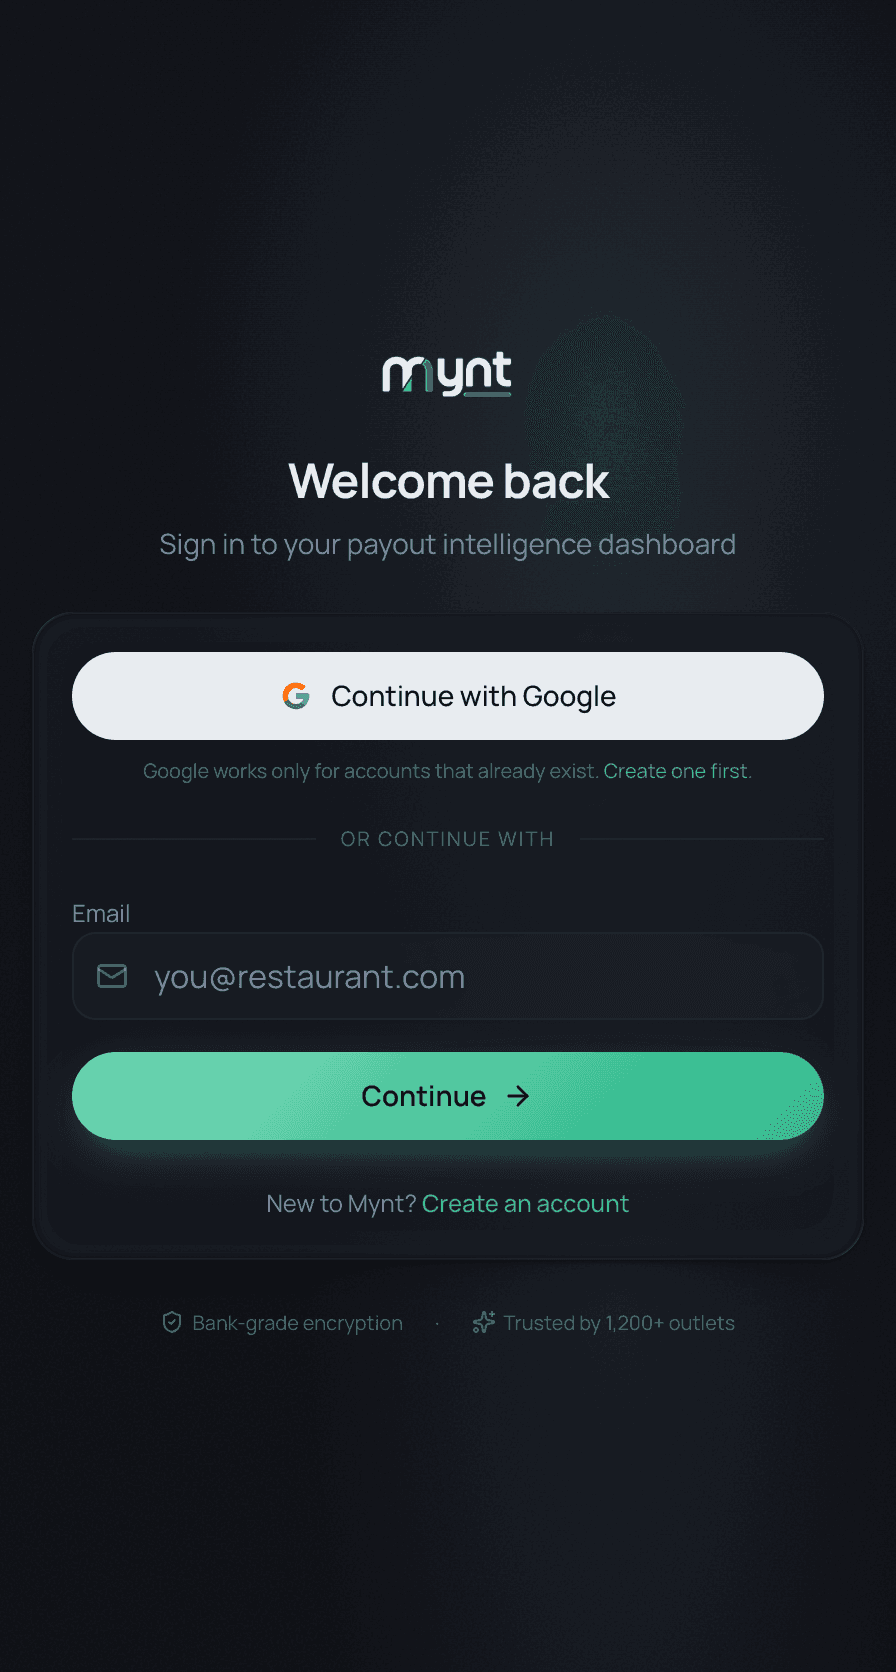 mynt
Welcome back
Sign in to your payout intelligence dashboard
Continue with Google
Google works only for accounts that already exist. Create one first.
OR CONTINUE WITH
Email
you@restaurant.com
Continue →
New to Mynt? Create an account
Bank-grade encryption · Trusted by 1,200+ outlets